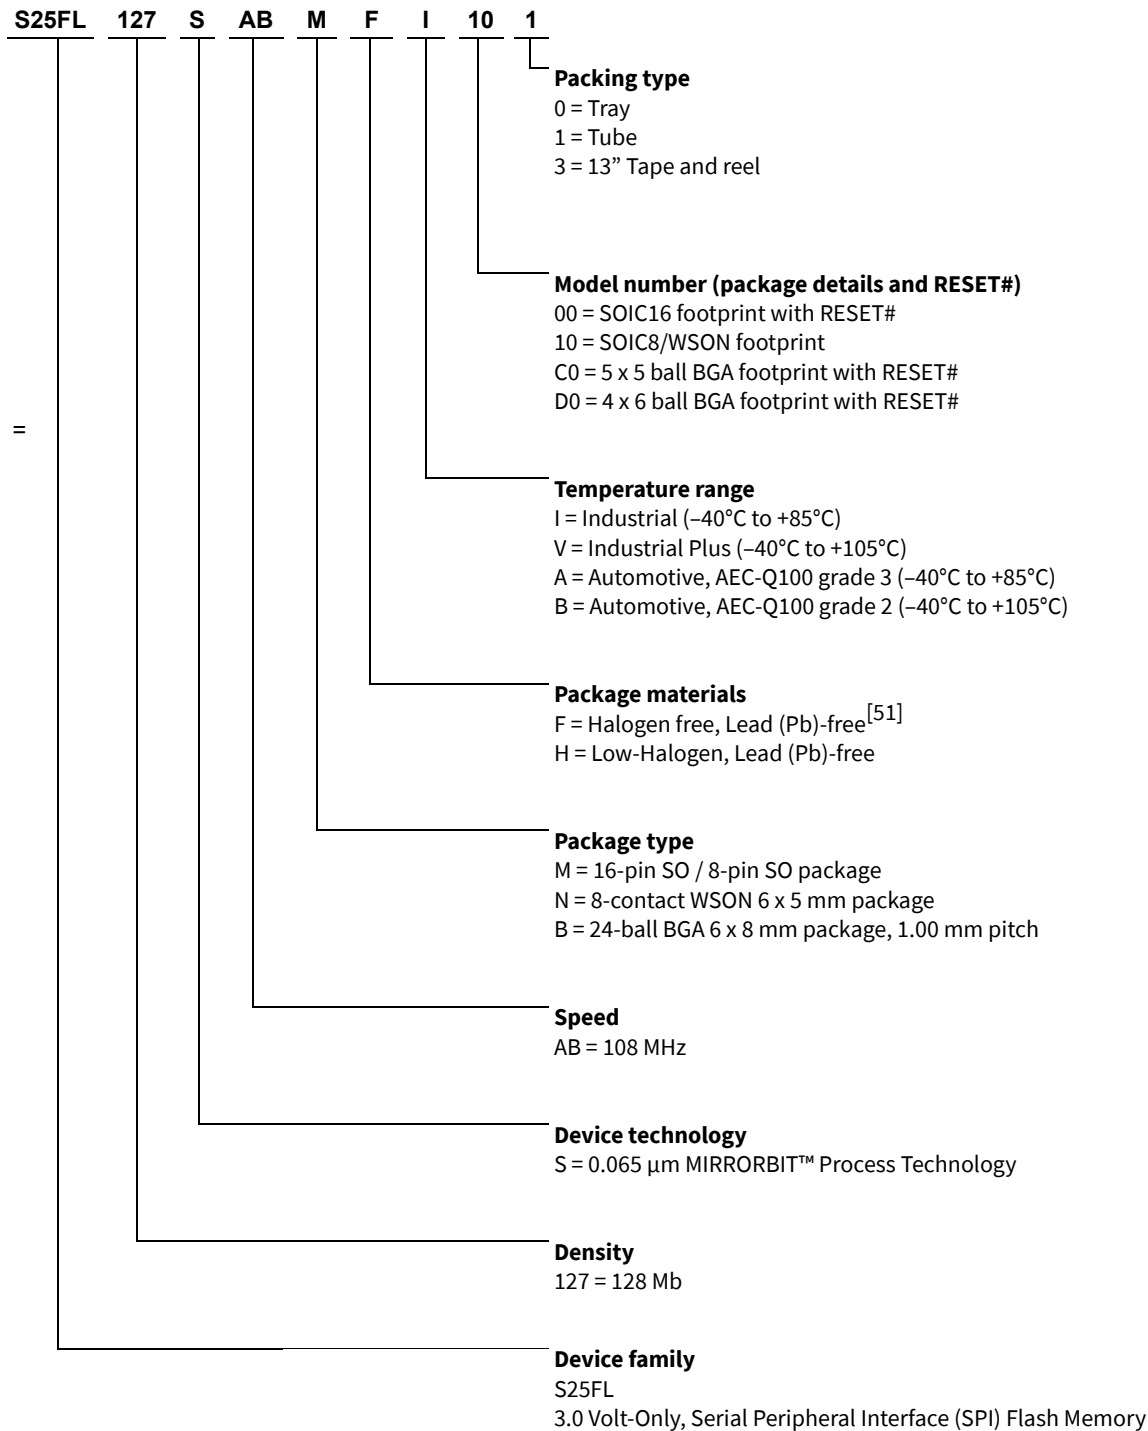 S25FL 127 S AB M F I 10 1
Packing type
0 = Tray
1 = Tube
3 = 13” Tape and reel
Model number (package details and RESET#)
00 = SOIC16 footprint with RESET#
10 = SOIC8/WSON footprint
C0 = 5 x 5 ball BGA footprint with RESET#
D0 = 4 x 6 ball BGA footprint with RESET#
=
Temperature range
I = Industrial (–40°C to +85°C)
V = Industrial Plus (–40°C to +105°C)
A = Automotive, AEC-Q100 grade 3 (–40°C to +85°C)
B = Automotive, AEC-Q100 grade 2 (–40°C to +105°C)
Package materials
F = Halogen free, Lead (Pb)-free[51]
H = Low-Halogen, Lead (Pb)-free
Package type
M = 16-pin SO / 8-pin SO package
N = 8-contact WSON 6 x 5 mm package
B = 24-ball BGA 6 x 8 mm package, 1.00 mm pitch
Speed
AB = 108 MHz
Device technology
S = 0.065 µm MIRRORBIT™ Process Technology
Density
127 = 128 Mb
Device family
S25FL
3.0 Volt-Only, Serial Peripheral Interface (SPI) Flash Memory